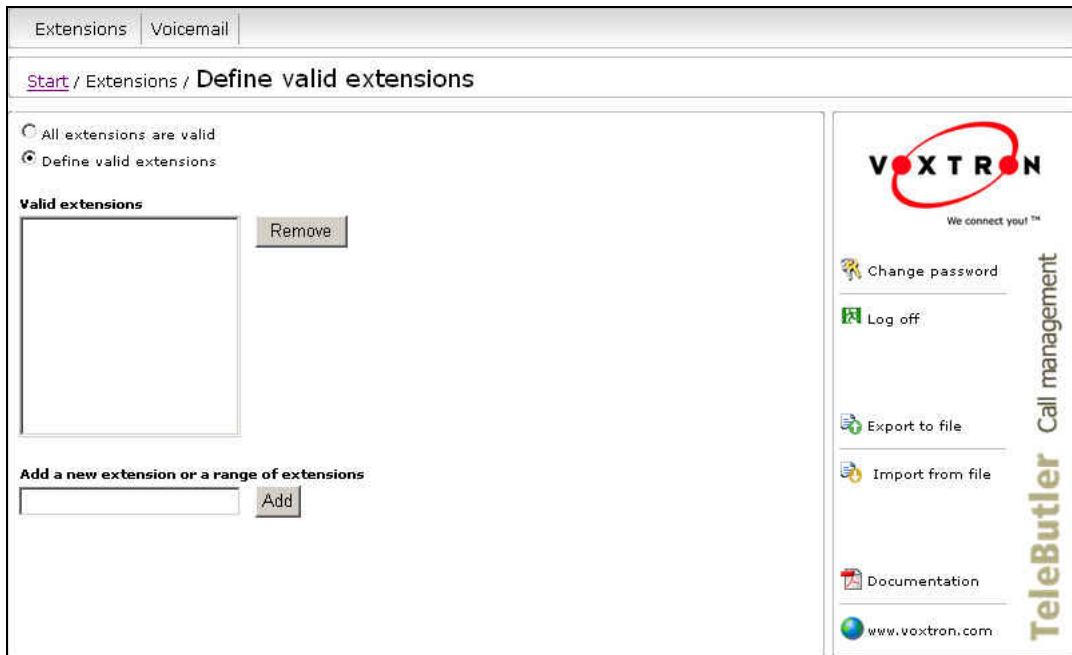 Extensions Voicemail
Start / Extensions / Define valid extensions
All extensions are valid
Define valid extensions
Valid extensions
Remove
Add a new extension or a range of extensions
Add
VOXTRON
We connect you! ™
Change password
Log off
Export to file
Import from file
Documentation
www.voxtron.com
TeleButler Call management